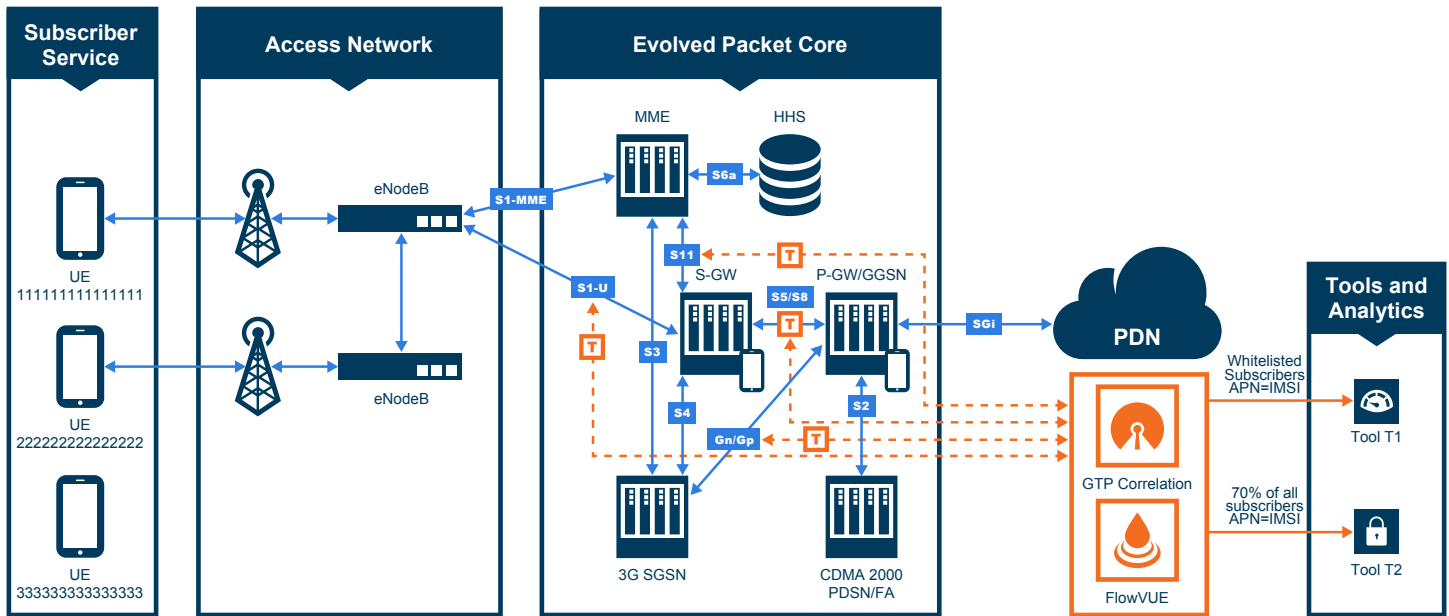 Subscriber
Service
Access Network
Evolved Packet Core
Tools and
Analytics
MME
HHS
S6a
eNodeB
S1-MME
UE
111111111111111
S11
T
S-GW
P-GW/GGSN
S1-U
S5/S8
T
T
SGi
PDN
S3
UE
222222222222222
eNodeB
S4
S2
Gn/Gp
T
Whitelisted
Subscribers
APN=IMSI
Tool T1
GTP Correlation
70% of all
subscribers
APN=IMSI
Tool T2
FlowVUE
3G SGSN
CDMA 2000
PDSN/FA
UE
333333333333333